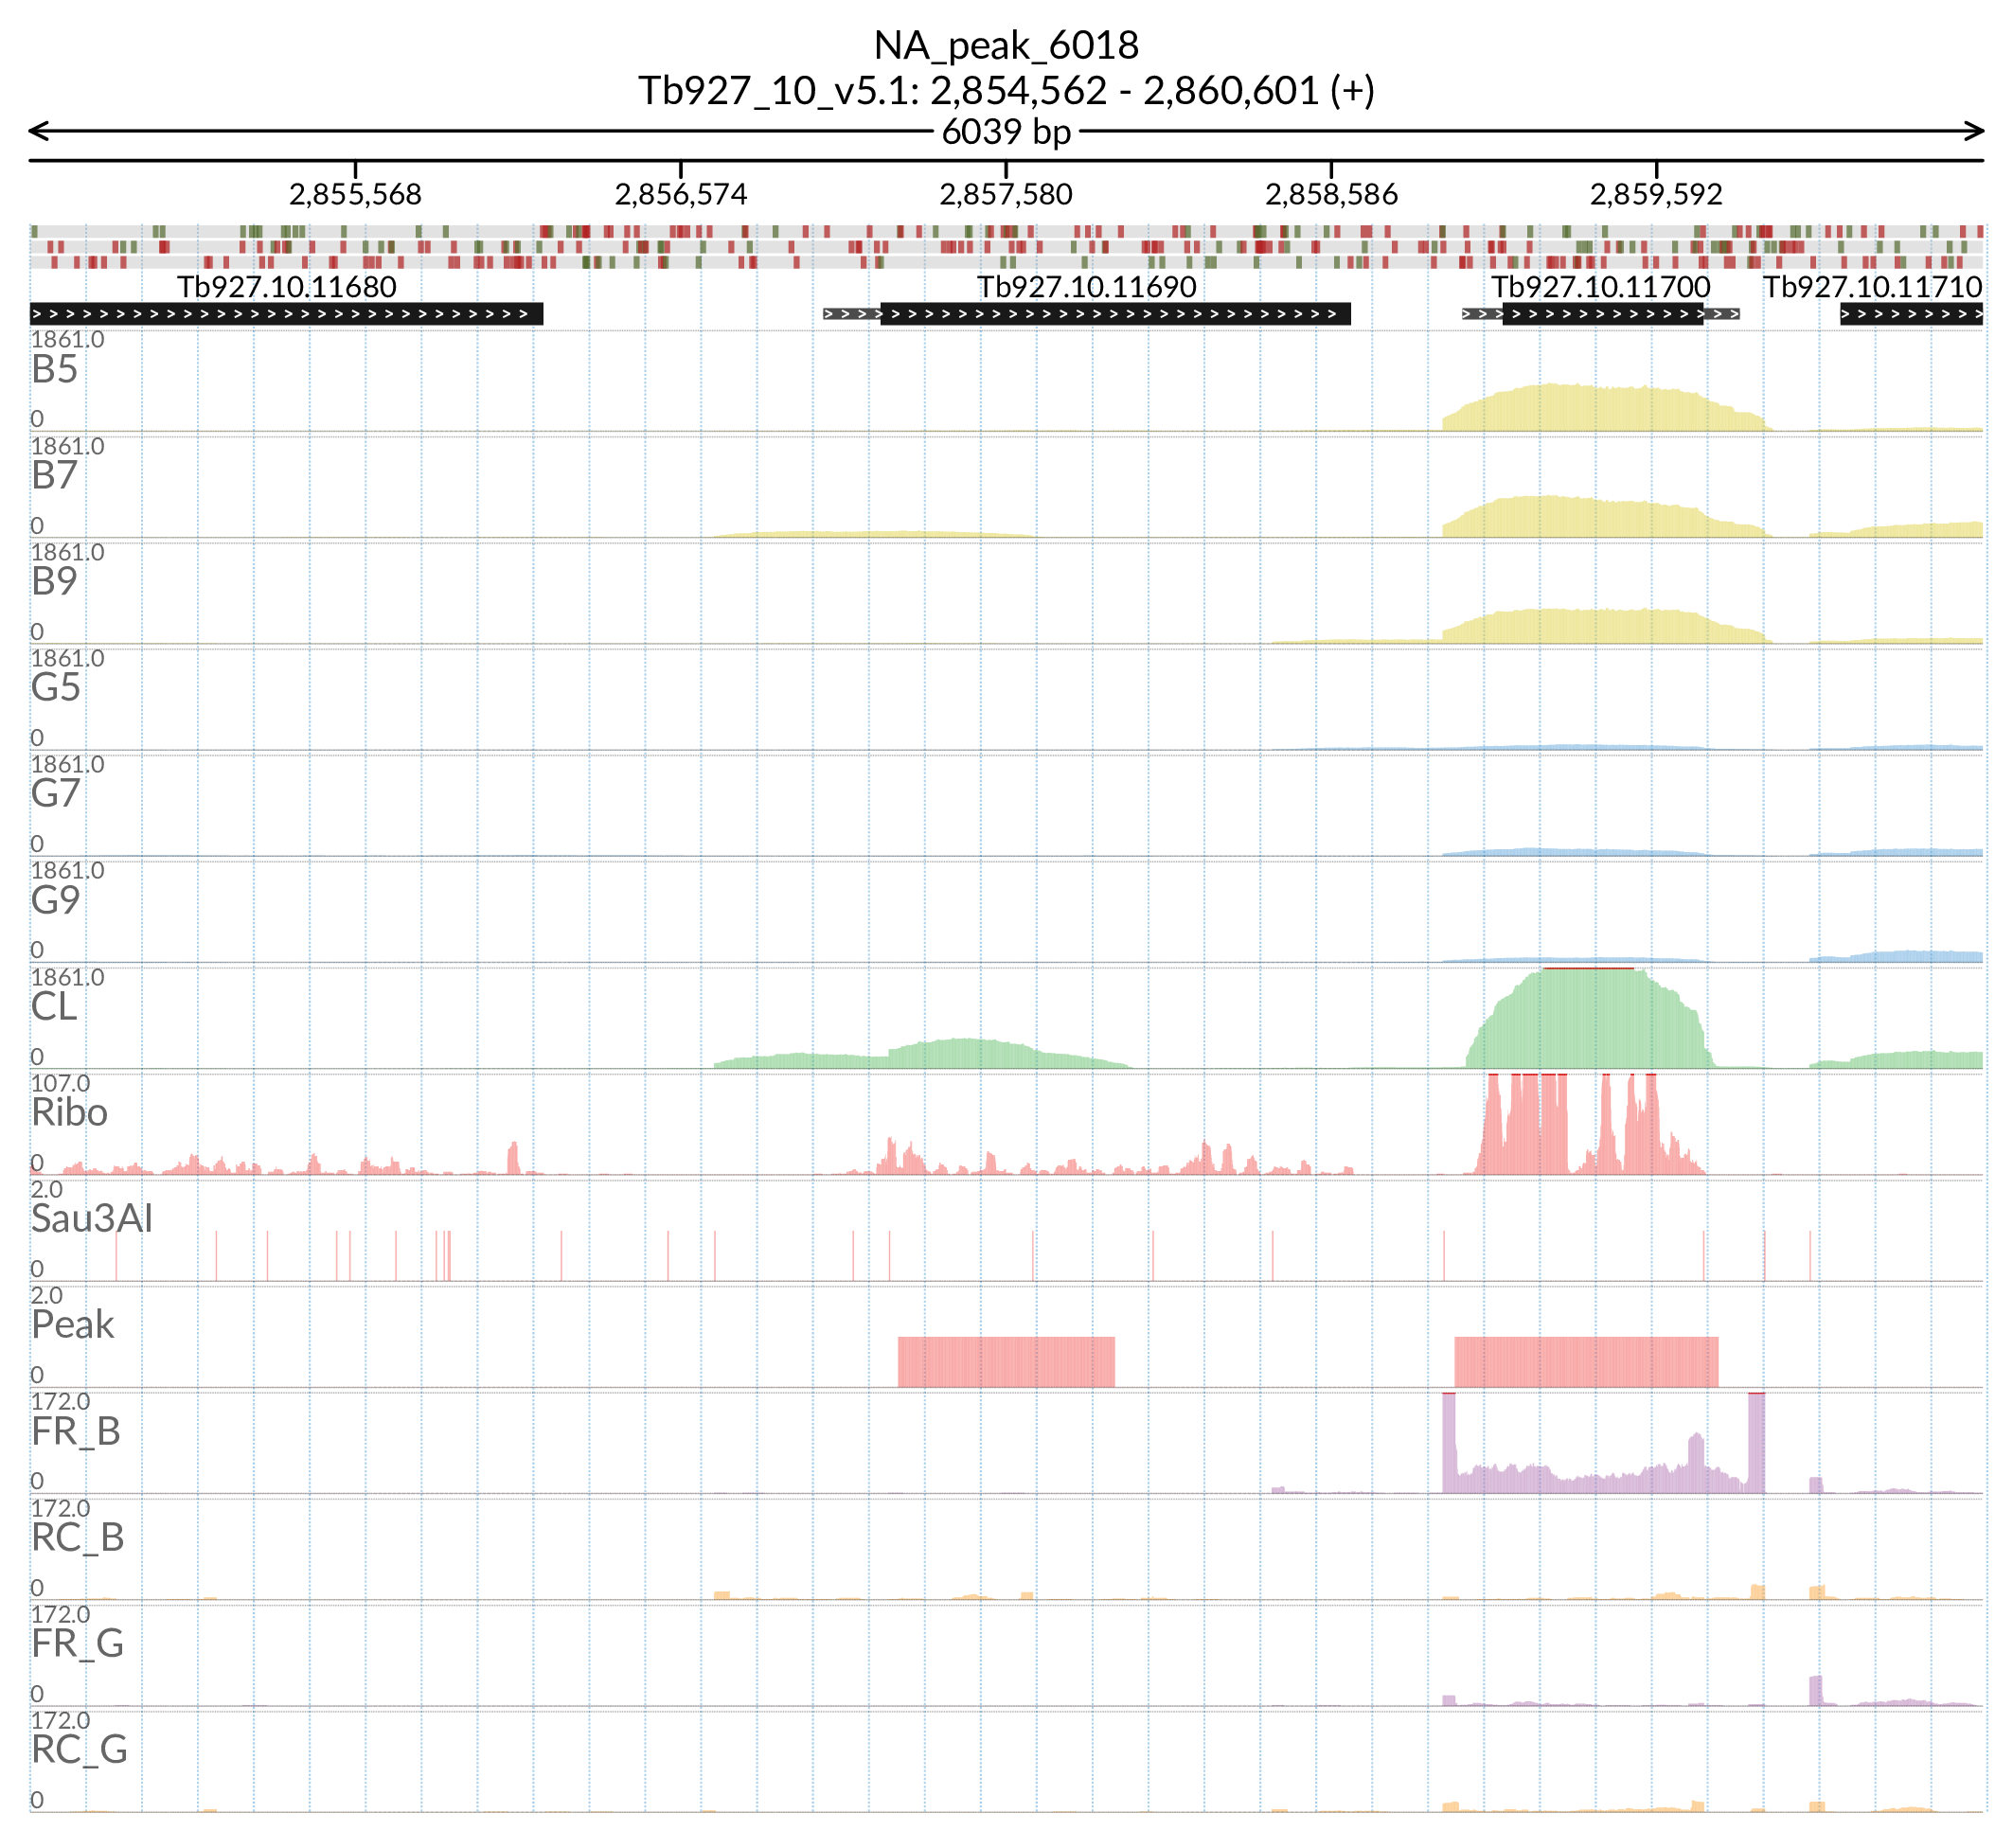 NA_peak_6018
Tb927_10_v5.1: 2,854,562 - 2,860,601 (+)
6039 bp
2,855,568 2,856,574 2,857,580 2,858,586 2,859,592
Tb927.10.11680 Tb927.10.11690 Tb927.10.11700 Tb927.10.11710
1861.0
B5
0
1861.0
B7
0
1861.0
B9
0
1861.0
G5
0
1861.0
G7
0
1861.0
G9
0
1861.0
CL
0
107.0
Ribo
0
2.0
Sau3AI
0
2.0
Peak
0
172.0
FR_B
0
172.0
RC_B
0
172.0
FR_G
0
172.0
RC_G
0